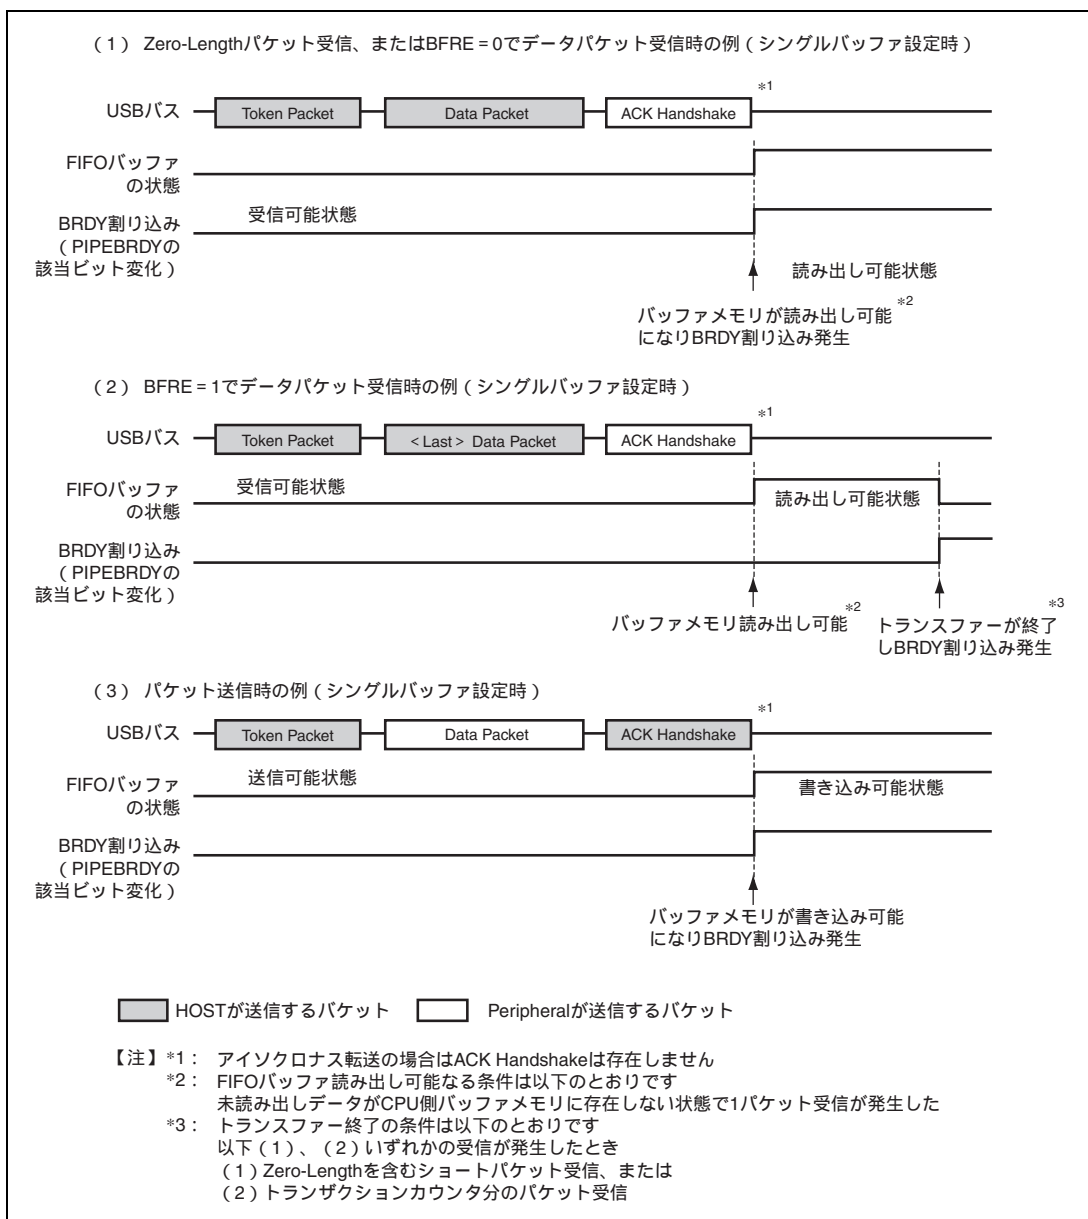 （１） Zero-Lengthパケット受信、またはBFRE = 0でデータパケット受信時の例（シングルバッファ設定時）
*1
USBバス
Token Packet
Data Packet
ACK Handshake
FIFOバッファ
の状態
BRDY割り込み
（PIPEBRDYの
該当ビット変化）
受信可能状態
読み出し可能状態
バッファメモリが読み出し可能 *2
になりBRDY割り込み発生
（２） BFRE = 1でデータパケット受信時の例（シングルバッファ設定時）
*1
USBバス
Token Packet
< Last > Data Packet
ACK Handshake
FIFOバッファ
の状態
受信可能状態
読み出し可能状態
BRDY割り込み
（PIPEBRDYの
該当ビット変化）
バッファメモリ読み出し可能 *2
*3
トランスファーが終了
しBRDY割り込み発生
（３） パケット送信時の例（シングルバッファ設定時）
*1
USBバス
Token Packet
Data Packet
ACK Handshake
FIFOバッファ
の状態
送信可能状態
書き込み可能状態
BRDY割り込み
（PIPEBRDYの
該当ビット変化）
バッファメモリが書き込み可能
になりBRDY割り込み発生
HOSTが送信するパケット
Peripheralが送信するパケット
【注】*1： アイソクロナス転送の場合はACK Handshakeは存在しません
*2： FIFOバッファ読み出し可能なる条件は以下のとおりです
未読み出しデータがCPU側バッファメモリに存在しない状態で1パケット受信が発生した
*3： トランスファー終了の条件は以下のとおりです
以下（１）、（２）いずれかの受信が発生したとき
（１）Zero-Lengthを含むショートパケット受信、または
（２）トランザクションカウンタ分のパケット受信